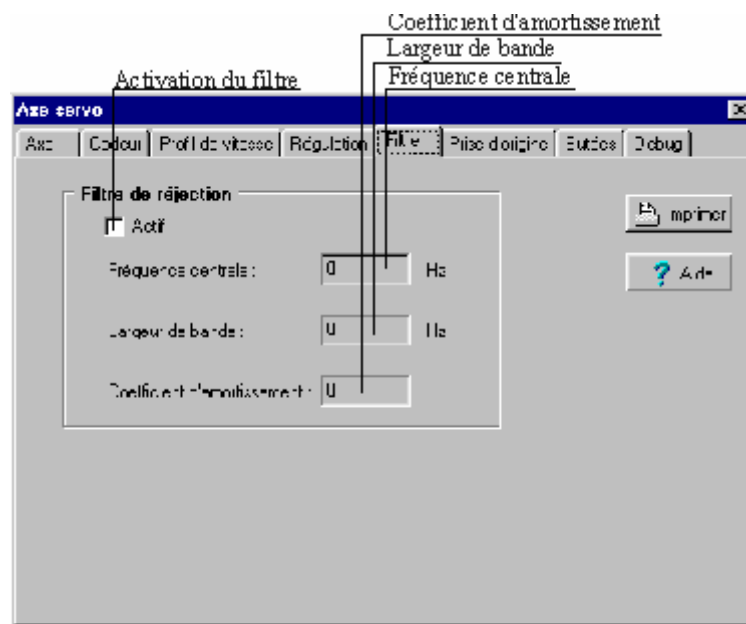 Coefficient d'amortissement
Largeur de bande
Fréquence centrale
Activation du filtre
Axe servo
Axe Codeur Profil de vitesse Régulation Filtre Prise d'origine Butées Debug
Filtre de réjection
Actif
Imprimer
Fréquence centrale : 0 Hz
Aide
Largeur de bande : 0 Hz
Coefficient d'amortissement : 0